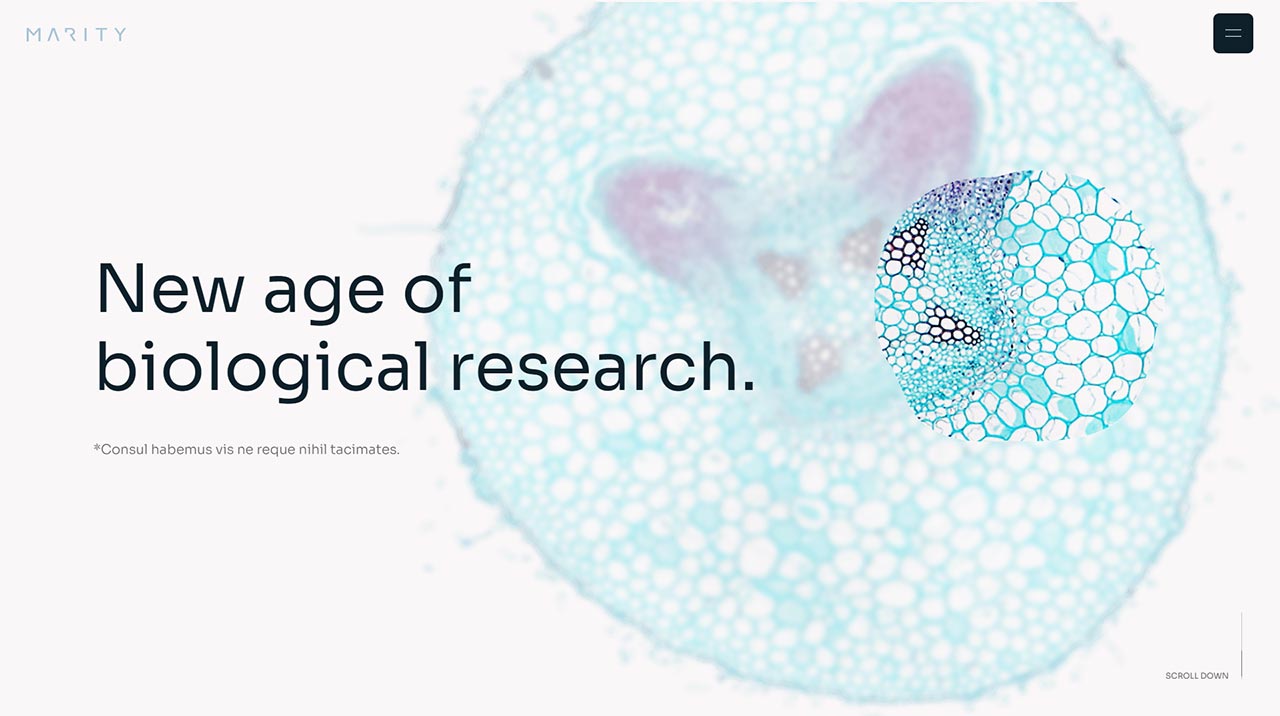 MARITY
New age of
biological research.
*Consul habemus vis ne reque nihil tacimates.
SCROLL DOWN